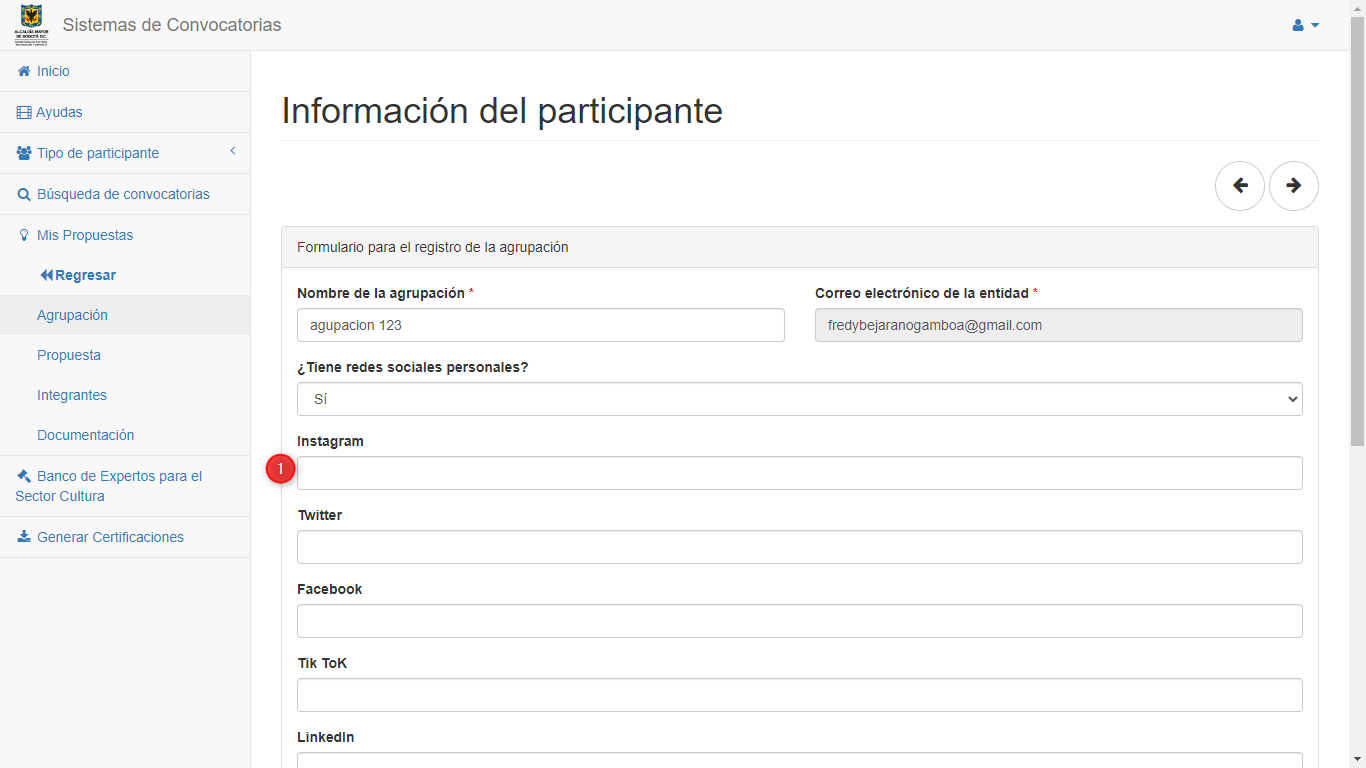 ALCALDÍA MAYOR
DE BOGOTÁ D.C.
Sistemas de Convocatorias
Inicio
Ayudas
Tipo de participante
Búsqueda de convocatorias
Mis Propuestas
Regresar
Agrupación
Propuesta
Integrantes
Documentación
Banco de Expertos para el
Sector Cultura
Generar Certificaciones
Información del participante
Formulario para el registro de la agrupación
Nombre de la agrupación *
agupacion 123
Correo electrónico de la entidad *
fredybejaranogamboa@gmail.com
¿Tiene redes sociales personales?
Sí
Instagram
1
Twitter
Facebook
Tik ToK
LinkedIn